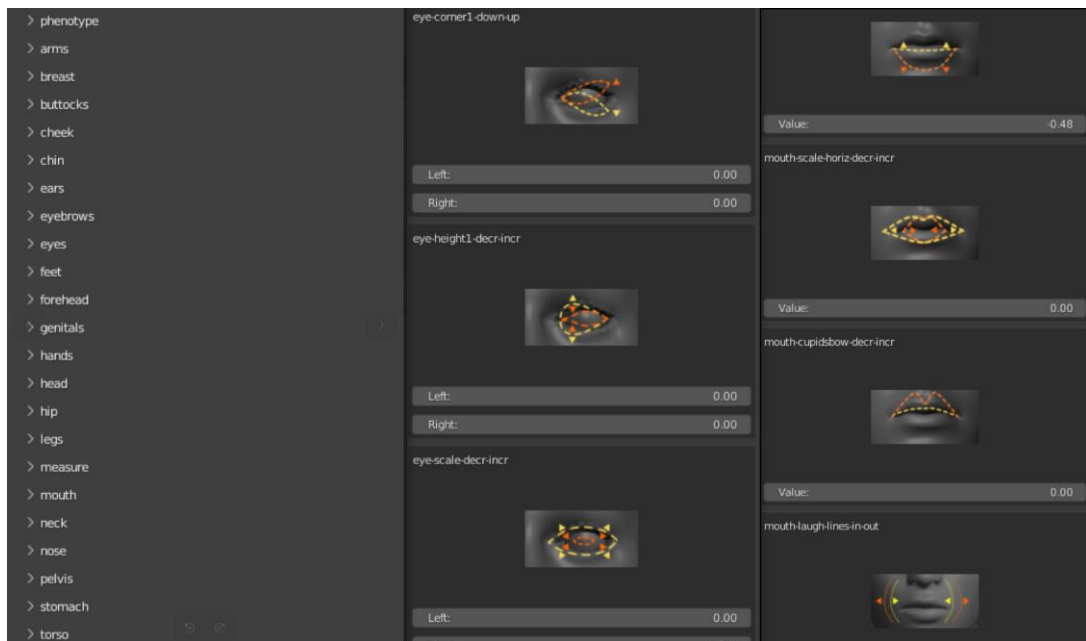 phenotype
arms
breast
buttocks
cheek
chin
ears
eyebrows
eyes
feet
forehead
genitals
hands
head
hip
legs
measure
mouth
neck
nose
pelvis
stomach
torso
eye-corner1-down-up
Left: 0.00
Right: 0.00
eye-height1-decr-incr
Left: 0.00
Right: 0.00
eye-scale-decr-incr
Left: 0.00
Value: -0.48
mouth-scale-horiz-decr-incr
Value: 0.00
mouth-cupidsbow-decr-incr
Value: 0.00
mouth-laugh-lines-in-out